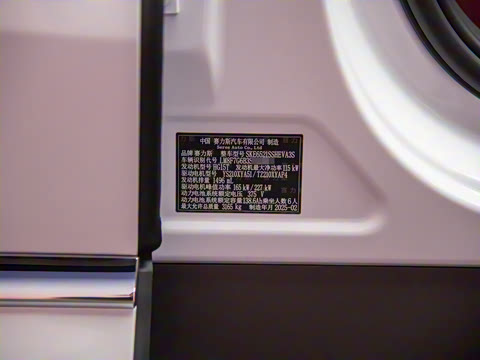 中国 赛力斯汽车有限公司 制造
Seres Auto Co.,Ltd
品牌 赛力斯 整车型号 SKE6521SSHEVA3S
车辆识别代号 LM8F7G6S3S
发动机型号 HG15T 发动机最大净功率 115 kW
驱动电机型号 YS210XYA51/TZ210XYAF4
发动机排量 1496 mL
驱动电机峰值功率 165 kW/227 kW
动力电池系统额定电压 375 V
动力电池系统额定容量 138.6Ah 乘坐人数 6人
最大允许总质量 3165 kg 制造年月 2025-02